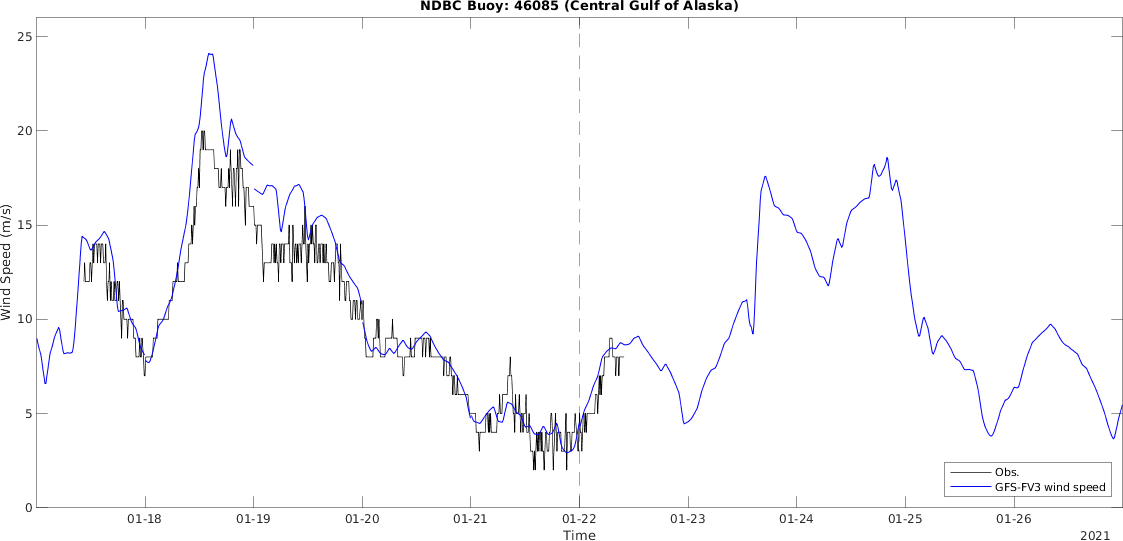 NDBC Buoy: 46085 (Central Gulf of Alaska)
25
20
15
10
5
0
Wind Speed (m/s)
01-18 01-19 01-20 01-21 01-22 01-23 01-24 01-25 01-26
Time
2021
Obs.
GFS-FV3 wind speed